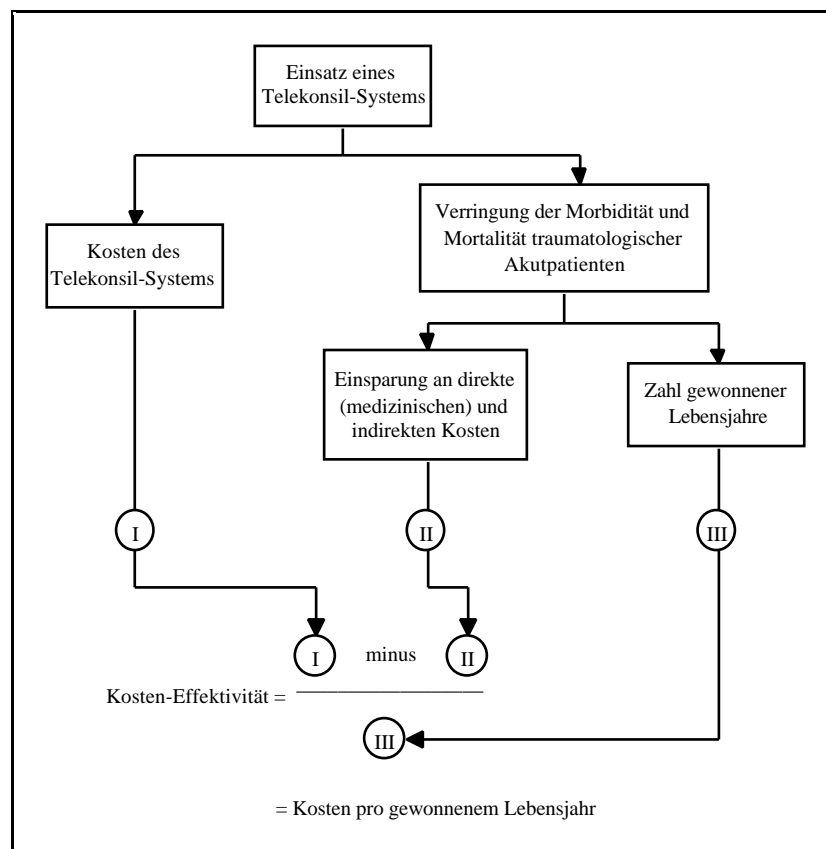 Einsatz eines
Telekonsil-Systems
Kosten des
Telekonsil-Systems
Verringung der Morbidität und
Mortalität traumatologischer
Akutpatienten
Einsparung an direkte
(medizinischen) und
indirekten Kosten
Zahl gewonnener
Lebensjahre
I
II
III
I minus II
Kosten-Effektivität =
III
= Kosten pro gewonnenem Lebensjahr